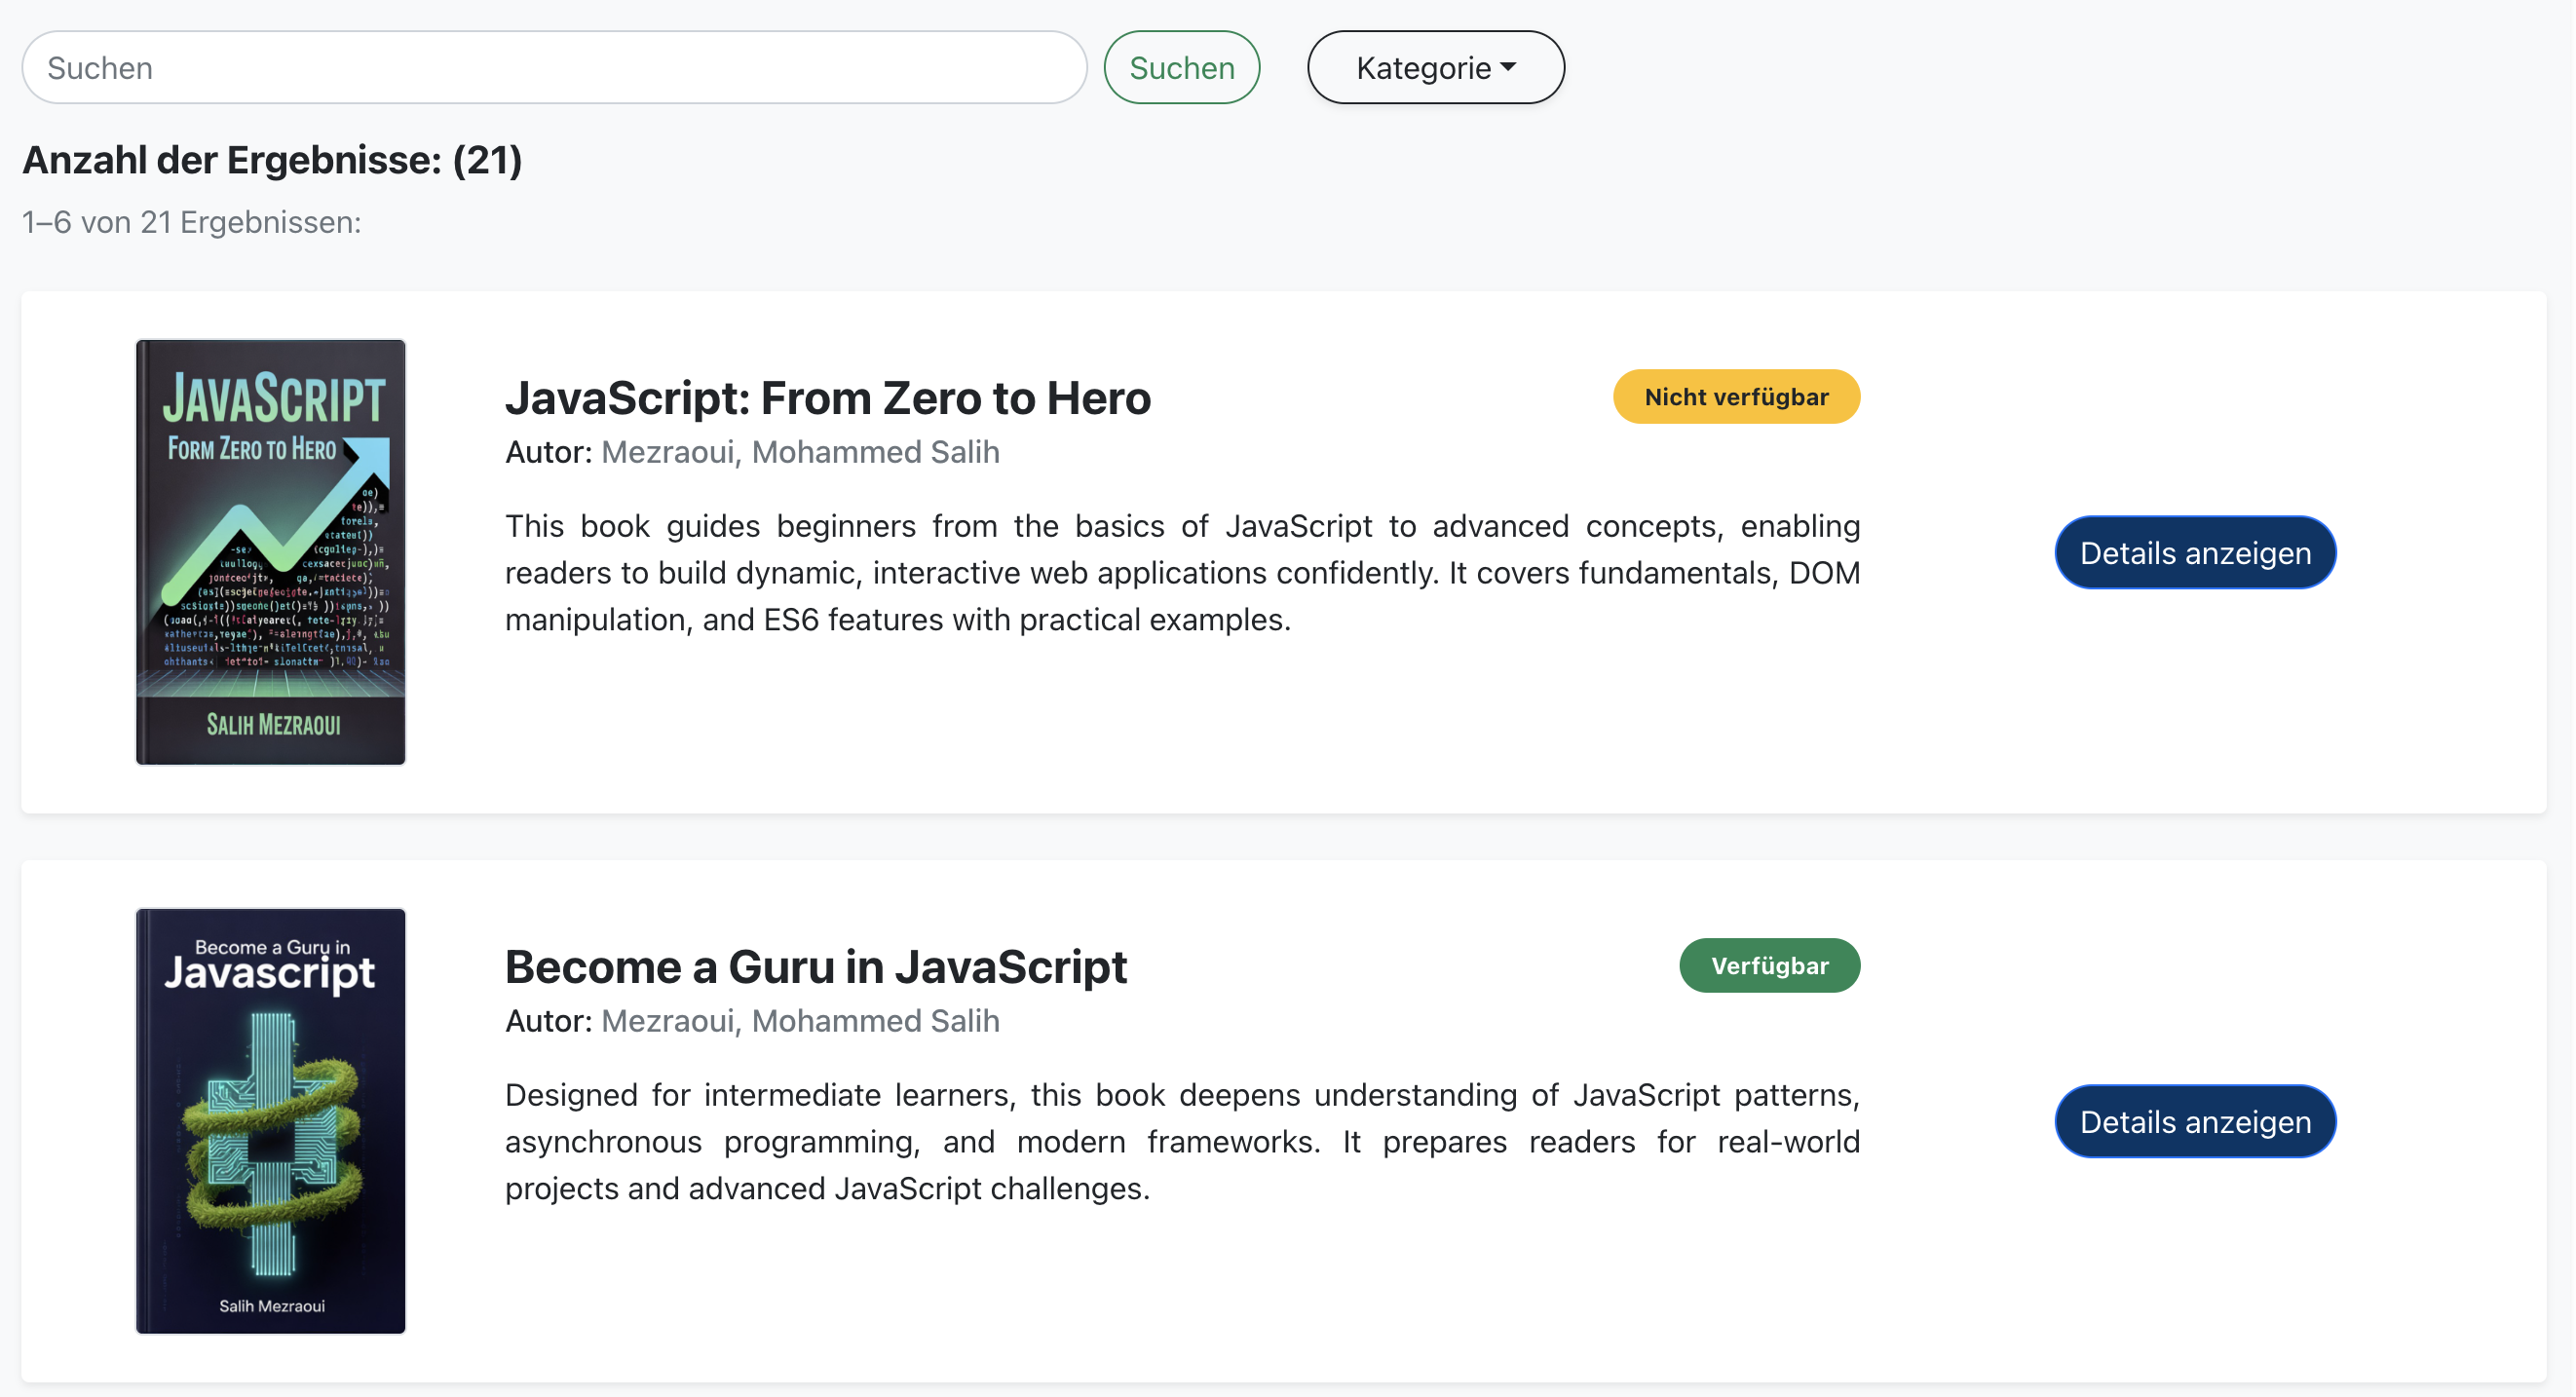 Suchen
Suchen
Kategorie
Anzahl der Ergebnisse: (21)
1–6 von 21 Ergebnissen:
JAVASCRIPT
FORM ZERO TO HERO
SALIH MEZRAOUI
JavaScript: From Zero to Hero
Nicht verfügbar
Autor: Mezraoui, Mohammed Salih
This book guides beginners from the basics of JavaScript to advanced concepts, enabling
readers to build dynamic, interactive web applications confidently. It covers fundamentals, DOM
manipulation, and ES6 features with practical examples.
Details anzeigen
Become a Guru in
Javascript
Salih Mezraoui
Become a Guru in JavaScript
Verfügbar
Autor: Mezraoui, Mohammed Salih
Designed for intermediate learners, this book deepens understanding of JavaScript patterns,
asynchronous programming, and modern frameworks. It prepares readers for real-world
projects and advanced JavaScript challenges.
Details anzeigen